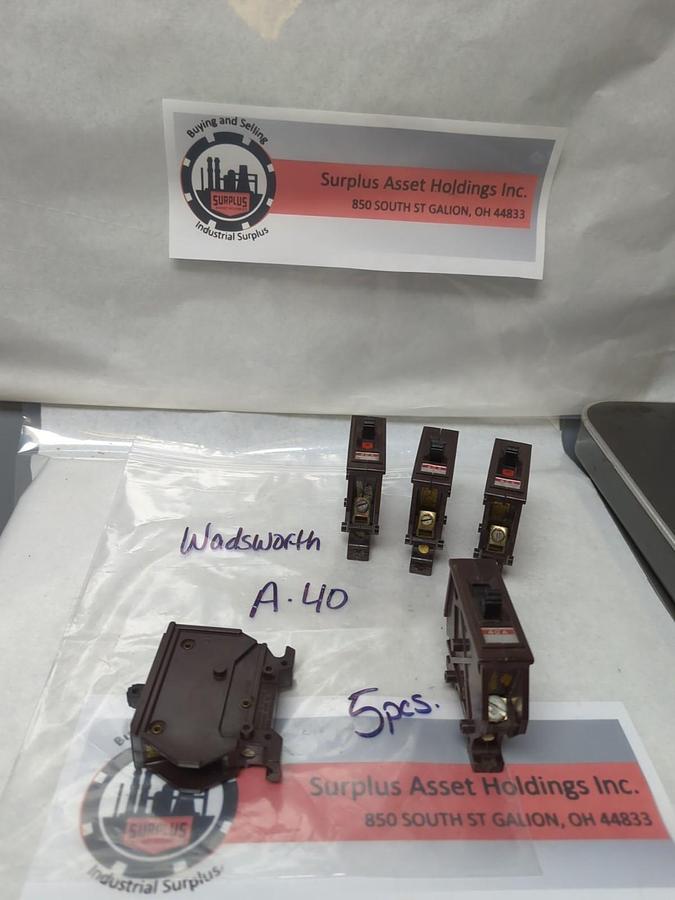 Buying and Selling
SURPLUS
Industrial Surplus
Surplus Asset Holdings Inc.
850 SOUTH ST GALION, OH 44833
Wadsworth
A-40
5pcs.
40A
SURPLUS
Industrial Surplus
Surplus Asset Holdings Inc.
850 SOUTH ST GALION, OH 44833